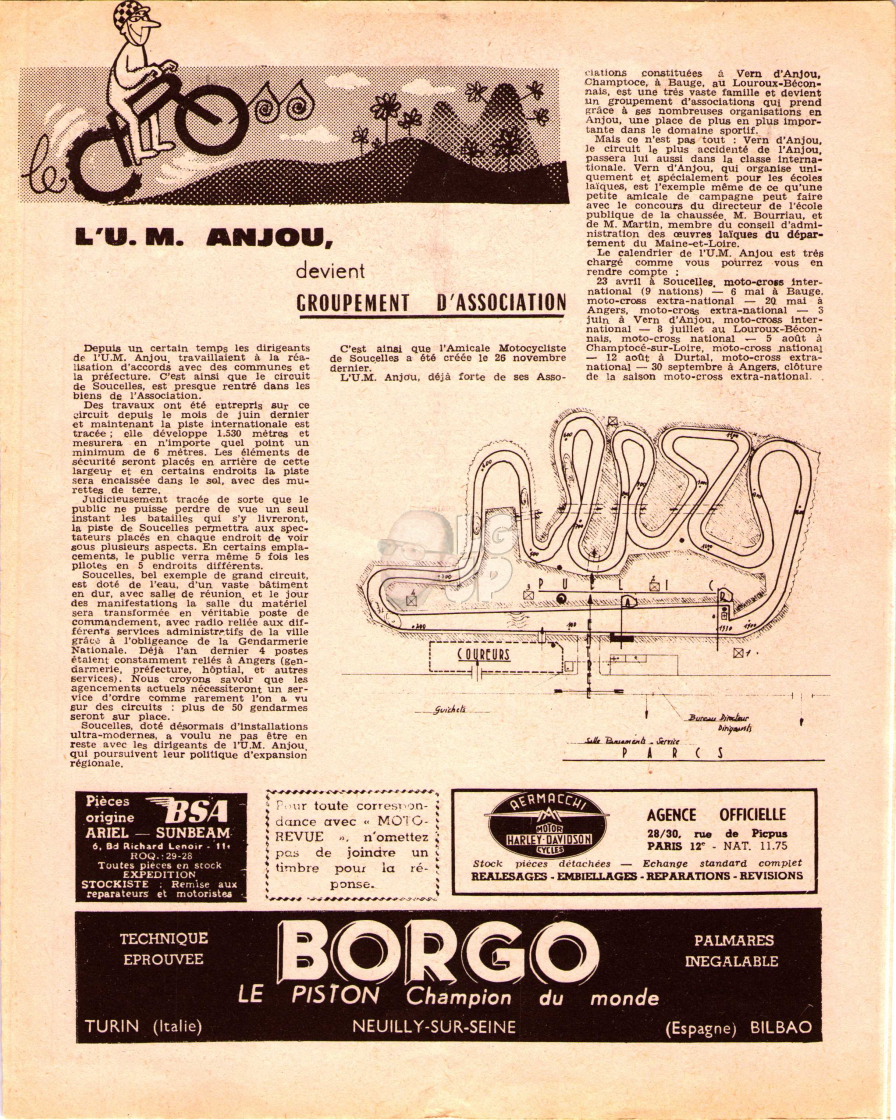 le
L'U. M. ANJOU,
devient
GROUPEMENT D'ASSOCIATION
Depuis un certain temps les dirigeants
de l'U.M. Anjou travaillaient à la réa-
lisation d'accords avec des communes et
la préfecture. C'est ainsi que le circuit
de Soucelles, est presque rentré dans les
biens de l'Association.
Des travaux ont été entrepris sur ce
circuit depuis le mois de juin dernier
et maintenant la piste internationale est
tracée ; elle développe 1.530 mètres et
mesurera en n'importe quel point un
minimum de 6 mètres. Les éléments de
sécurité seront placés en arrière de cette
largeur et en certains endroits la piste
sera encaissée dans le sol, avec des mu-
rettes de terre.
Judicieusement tracée de sorte que le
public ne puisse perdre de vue un seul
instant les batailles qui s'y livreront,
la piste de Soucelles permettra aux spec-
tateurs placés en chaque endroit de voir
sous plusieurs aspects. En certains empla-
cements, le public verra même 5 fois les
pilotes en 5 endroits différents.
Soucelles, bel exemple de grand circuit,
est doté de l'eau, d'un vaste bâtiment
en dur, avec salle de réunion, et le jour
des manifestations la salle du matériel
sera transformée en véritable poste de
commandement, avec radio reliée aux dif-
férents services administratifs de la ville
grâce à l'obligeance de la Gendarmerie
Nationale. Déjà l'an dernier 4 postes
étaient constamment reliés à Angers (gen-
darmerie, préfecture, hôptial, et autres
services). Nous croyons savoir que les
agencements actuels nécessiteront un ser-
vice d'ordre comme rarement l'on a vu
sur des circuits : plus de 50 gendarmes
seront sur place.
Soucelles, doté désormais d'installations
ultra-modernes, a voulu ne pas être en
reste avec les dirigeants de l'U.M. Anjou
qui poursuivent leur politique d'expansion
régionale.
C'est ainsi que l'Amicale Motocycliste
de Soucelles a été créée le 26 novembre
dernier.
L'U.M. Anjou, déjà forte de ses Asso-
ciations constituées à Vern d'Anjou,
Champtoce, à Bauge, au Louroux-Bécon-
nais, est une très vaste famille et devient
un groupement d'associations qui prend
grâce à ses nombreuses organisations en
Anjou, une place de plus en plus impor-
tante dans le domaine sportif.
Mais ce n'est pas tout : Vern d'Anjou,
le circuit le plus accidenté de l'Anjou,
passera lui aussi dans la classe interna-
tionale. Vern d'Anjou, qui organise uni-
quement et spécialement pour les écoles
laïques, est l'exemple même de ce qu'une
petite amicale de campagne peut faire
avec le concours du directeur de l'école
publique de la chaussée, M. Bourriau, et
de M. Martin, membre du conseil d'admi-
nistration des œuvres laïques du dépar-
tement du Maine-et-Loire.
Le calendrier de l'U.M. Anjou est très
chargé comme vous pourrez vous en
rendre compte :
23 avril à Soucelles, moto-cross inter-
national (9 nations) — 6 mai à Bauge,
moto-cross extra-national — 20 mai à
Angers, moto-cross extra-national — 3
juin à Vern d'Anjou, moto-cross inter-
national — 8 juillet au Louroux-Bécon-
nais, moto-cross national — 5 août à
Champtocé-sur-Loire, moto-cross national
— 12 août à Durtal, moto-cross extra-
national — 30 septembre à Angers, clôture
de la saison moto-cross extra-national.
PUBLIC
COUREURS
Guichets
Bureau Directeur
Dirigeants
Salle Pansements - Service
PARCS
Pièces
origine BSA
ARIEL — SUNBEAM
6, Bd Richard Lenoir - 11e
ROQ. : 29-28
Toutes pièces en stock
EXPEDITION
STOCKISTE : Remise aux
réparateurs et motoristes
Pour toute correspon-
dance avec « MOTO-
REVUE », n'omettez
pas de joindre un
timbre pour la ré-
ponse.
AERMACCHI
MOTOR
HARLEY-DAVIDSON
CYCLES
AGENCE OFFICIELLE
28/30, rue de Picpus
PARIS 12e - NAT. 11.75
Stock pièces détachées — Echange standard complet
REALESAGES - EMBIELLAGES - REPARATIONS - REVISIONS
TECHNIQUE
EPROUVEE
BORGO
PALMARES
INEGALABLE
LE PISTON Champion du monde
TURIN (Italie)
NEUILLY-SUR-SEINE
(Espagne) BILBAO